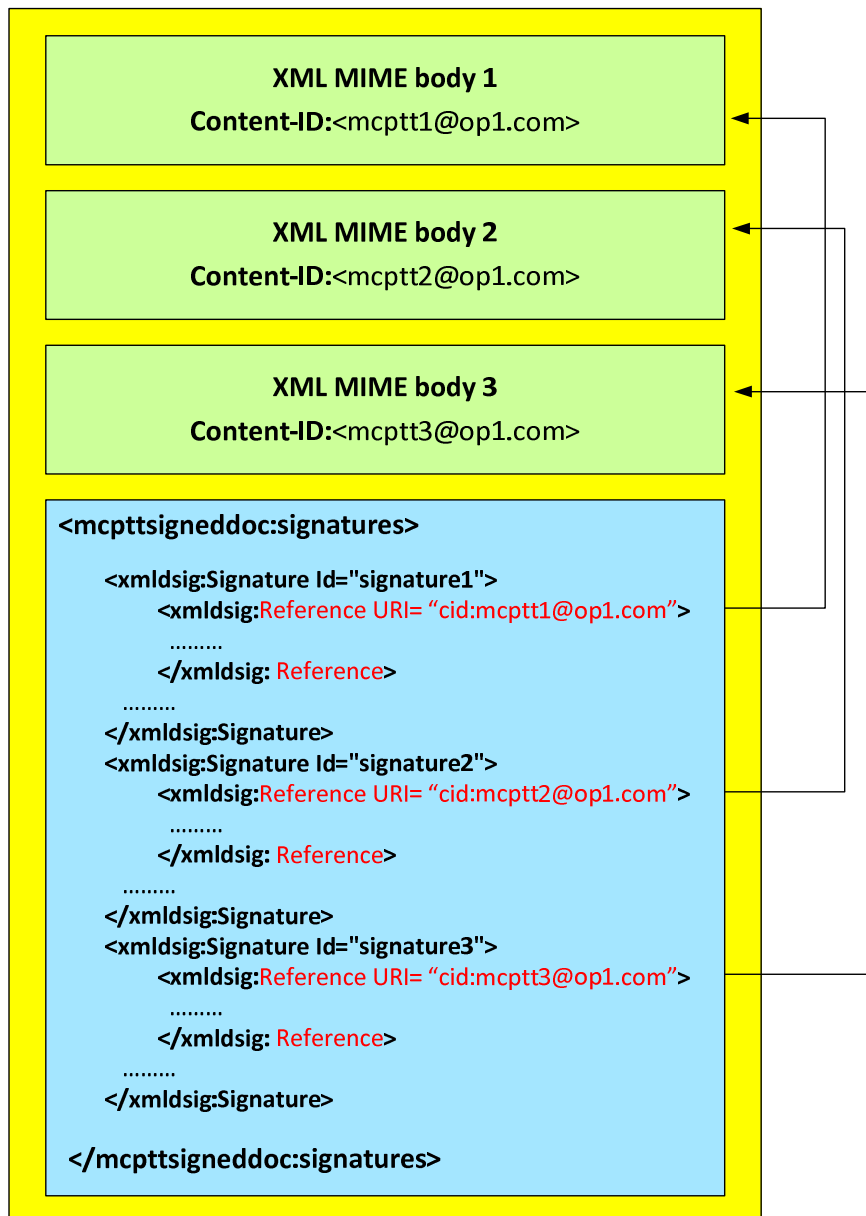 XML MIME body 1
Content-ID:<mcptt1@op1.com>
XML MIME body 2
Content-ID:<mcptt2@op1.com>
XML MIME body 3
Content-ID:<mcptt3@op1.com>
<mcpttsigneddoc:signatures>
<xmldsig:Signature Id="signature1">
<xmldsig:Reference URI= “cid:mcptt1@op1.com”>
.........
</xmldsig: Reference>
.........
</xmldsig:Signature>
<xmldsig:Signature Id="signature2">
<xmldsig:Reference URI= “cid:mcptt2@op1.com”>
.........
</xmldsig: Reference>
.........
</xmldsig:Signature>
<xmldsig:Signature Id="signature3">
<xmldsig:Reference URI= “cid:mcptt3@op1.com”>
.........
</xmldsig: Reference>
.........
</xmldsig:Signature>
</mcpttsigneddoc:signatures>